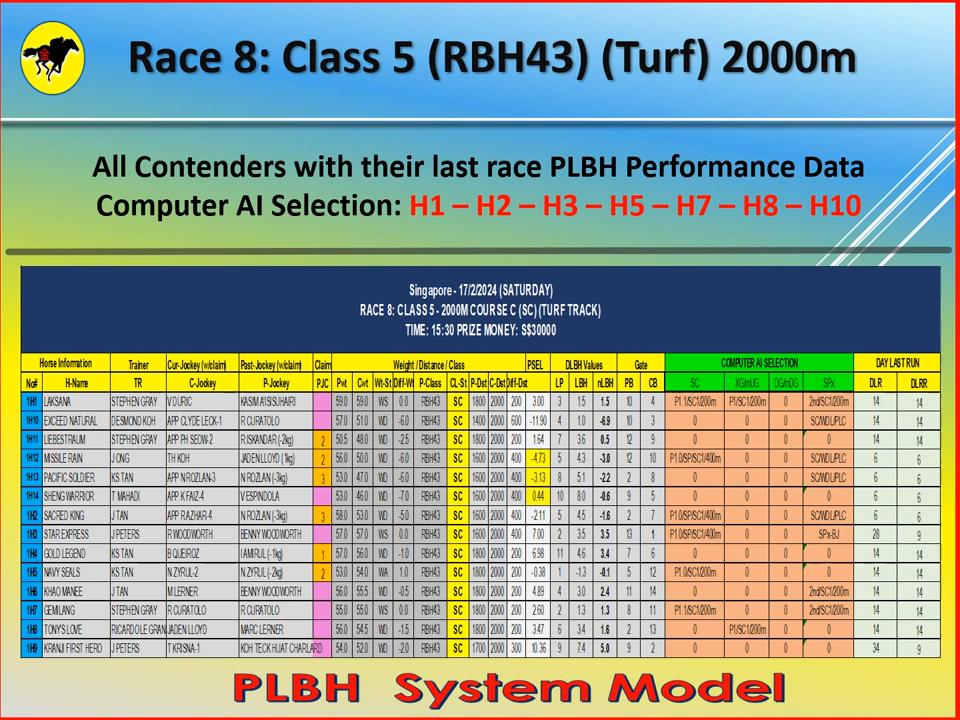 Race 8: Class 5 (RBH43) (Turf) 2000m
All Contenders with their last race PLBH Performance Data
Computer AI Selection: H1 – H2 – H3 – H5 – H7 – H8 – H10
Singapore - 17/2/2024 (SATURDAY)
RACE 8: CLASS 5 - 2000M COURSE C (SC) (TURF TRACK)
TIME: 15:30 PRIZE MONEY: S$30000
Horse Information Trainer Cur-Jockey (w/claim) Past-Jockey (w/claim) Claim Weight / Distance / Class PSEL DLBH Values Gate COMPUTER AI SELECTION DAY LAST RUN
No# H-Name TR C-Jockey P-Jockey PJC Pwt Cwt Wt-St Diff-Wt P-Class CL-St P-Dst C-Dst Diff-Dst LP LBH nLBH PB CB SC XG/mUG DG/mDG SPx DLR DLRR
1H1 LAKSANA STEPHEN GRAY V DURIC KASIM A'ISISUHAIRI 59.0 59.0 WS 0.0 RBH43 SC 1800 2000 200 3.00 3 1.5 1.5 10 4 P1.1/SC1/200m P1/SC1/200m 0 2nd/SC1/200m 14 14
1H10 EXCEED NATURAL DESMOND KOH APP CLYDE LECK-1 R CURATOLO 57.0 51.0 WD -6.0 RBH43 SC 1400 2000 600 -11.90 4 1.0 -6.9 10 3 0 0 0 SC/WDL/PLC 14 14
1H11 LIEBESTRAUM STEPHEN GRAY APP PH SEOW-2 R ISKANDAR (-2kg) 2 50.5 48.0 WD -2.5 RBH43 SC 1800 2000 200 1.64 7 3.6 0.5 12 9 0 0 0 0 14 14
1H12 MISSILE RAIN J ONG TH KOH JADEN LLOYD (1kg) 2 56.0 50.0 WD -6.0 RBH43 SC 1600 2000 400 -4.73 5 4.3 -3.0 12 10 P1.0/SP/SC1/400m 0 0 SC/WDL/PLC 6 6
1H13 PACIFIC SOLDIER KS TAN APP N ROZLAN-3 N ROZLAN (-3kg) 3 53.0 47.0 WD -6.0 RBH43 SC 1600 2000 400 -3.13 8 5.1 -2.2 2 8 0 0 0 SC/WDL/PLC 6 6
1H14 SHENG WARRIOR T MAHADI APP K FAIZ-4 V ESPINDOLA 53.0 46.0 WD -7.0 RBH43 SC 1600 2000 400 0.44 10 8.0 -0.6 9 5 0 0 0 0 6 6
1H2 SACRED KING J TAN APP RAZHAR-4 N ROZLAN (-3kg) 3 58.0 53.0 WD -5.0 RBH43 SC 1600 2000 400 -2.11 5 4.5 -1.6 2 7 P1.0/SP/SC1/400m 0 0 SC/WDL/PLC 6 6
1H3 STAR EXPRESS J PETERS R WOODWORTH BENNY WOODWORTH 57.0 57.0 WS 0.0 RBH43 SC 1600 2000 400 7.00 2 3.5 3.5 13 1 P1.0/SP/SC1/400m 0 0 SPx-BJ 28 9
1H4 GOLD LEGEND KS TAN B QUEIROZ I AMIRUL (-1kg) 1 57.0 56.0 WD -1.0 RBH43 SC 1800 2000 200 6.98 11 4.6 3.4 7 6 0 0 0 0 14 14
1H5 NAVY SEALS KS TAN N ZYRUL-2 N ZYRUL (-2kg) 2 53.0 54.0 WA 1.0 RBH43 SC 1800 2000 200 -0.38 1 -1.3 -0.1 5 12 P1.0/SC1/200m 0 0 0 14 14
1H6 KHAO MANEE J TAN M LERNER BENNY WOODWORTH 56.0 55.5 WD -0.5 RBH43 SC 1800 2000 200 4.89 4 3.0 2.4 11 14 0 0 0 2nd/SC1/200m 14 14
1H7 GEMILANG STEPHEN GRAY R CURATOLO R CURATOLO 55.0 55.0 WS 0.0 RBH43 SC 1800 2000 200 2.60 2 1.3 1.3 8 11 P1.1/SC1/200m 0 0 2nd/SC1/200m 14 14
1H8 TONY'S LOVE RICARDO LE GRAN JADEN LLOYD MARC LERNER 56.0 54.5 WD -1.5 RBH43 SC 1800 2000 200 3.47 6 3.4 1.6 2 13 0 P1/SC1/200m 0 0 14 14
1H9 KRANJI FIRST HERO J PETERS T KRISNA-1 KOH TECK HUAT CHARLARD 54.0 52.0 WD -2.0 RBH43 SC 1700 2000 300 10.36 9 7.4 5.0 9 2 0 0 0 0 34 9
PLBH System Model